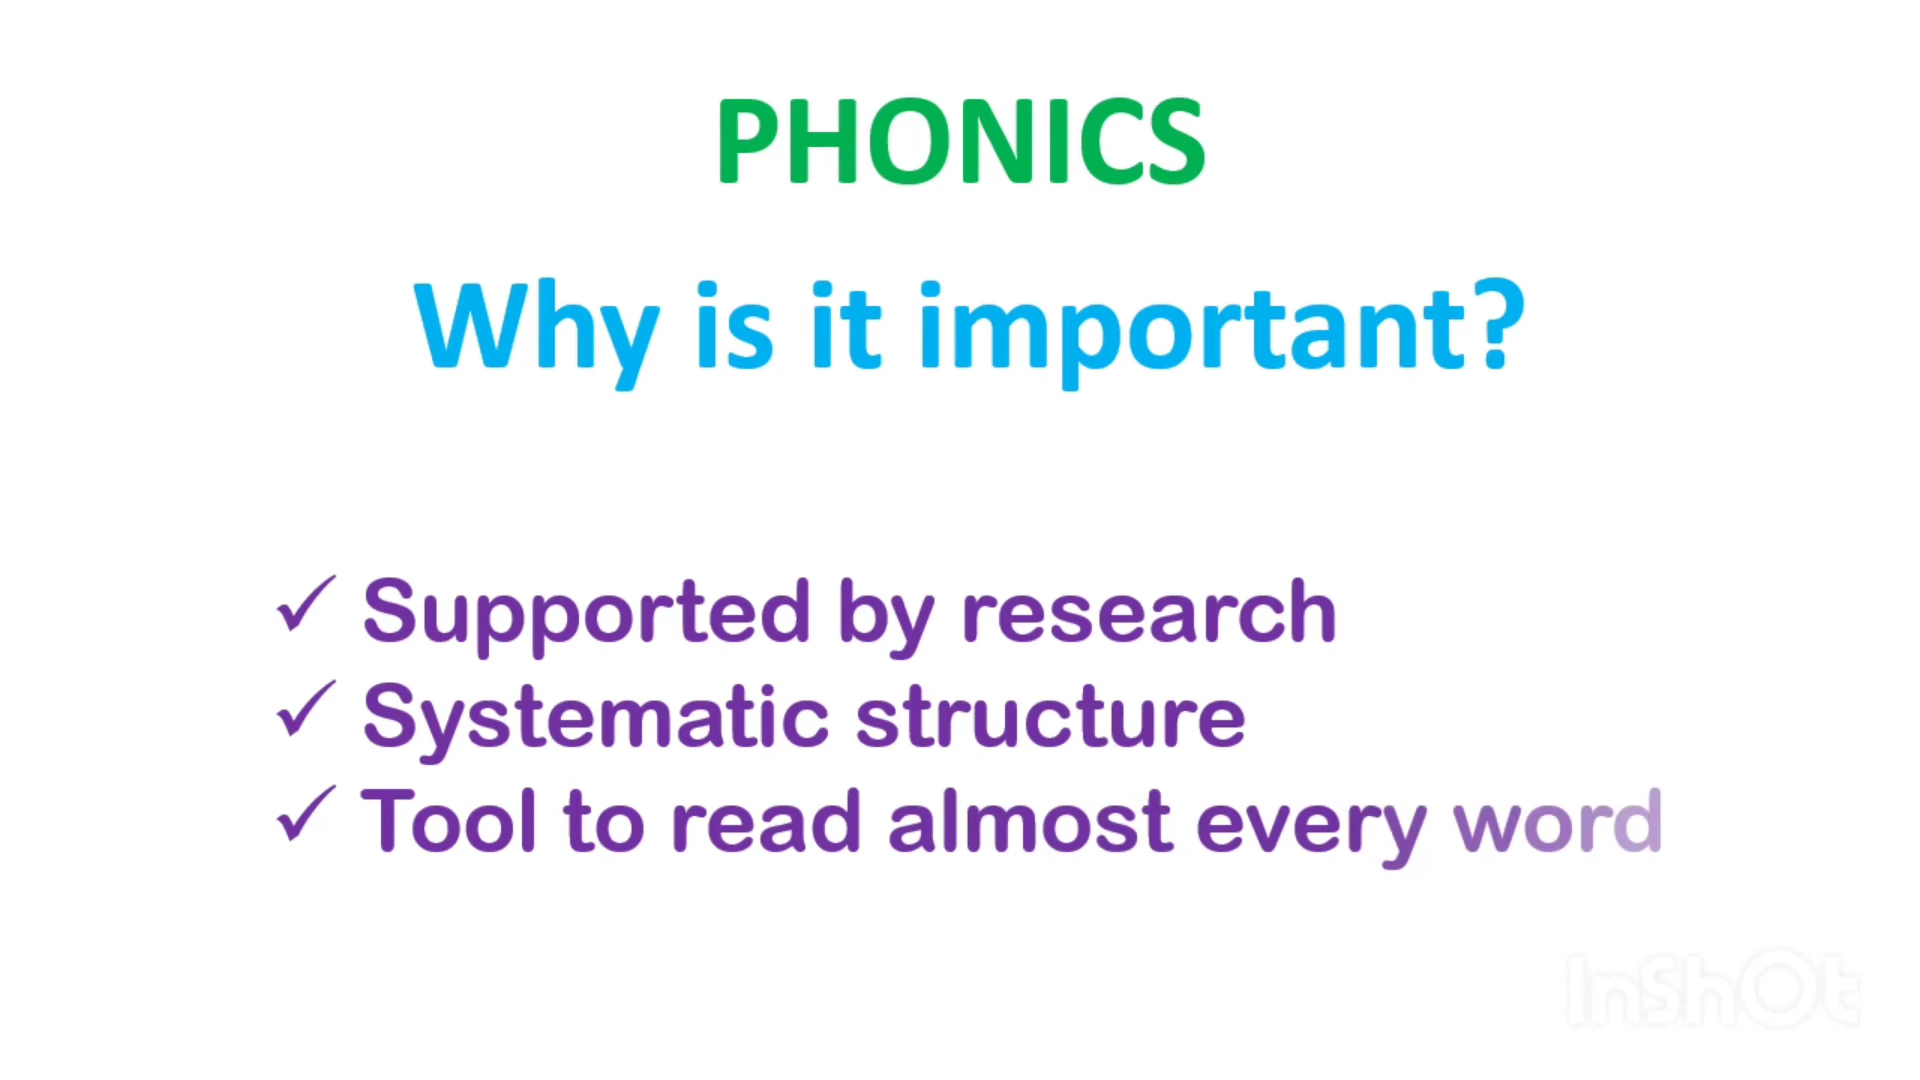 PHONICS
Why is it important?
✓ Supported by research
✓ Systematic structure
✓ Tool to read almost every word
InShOt